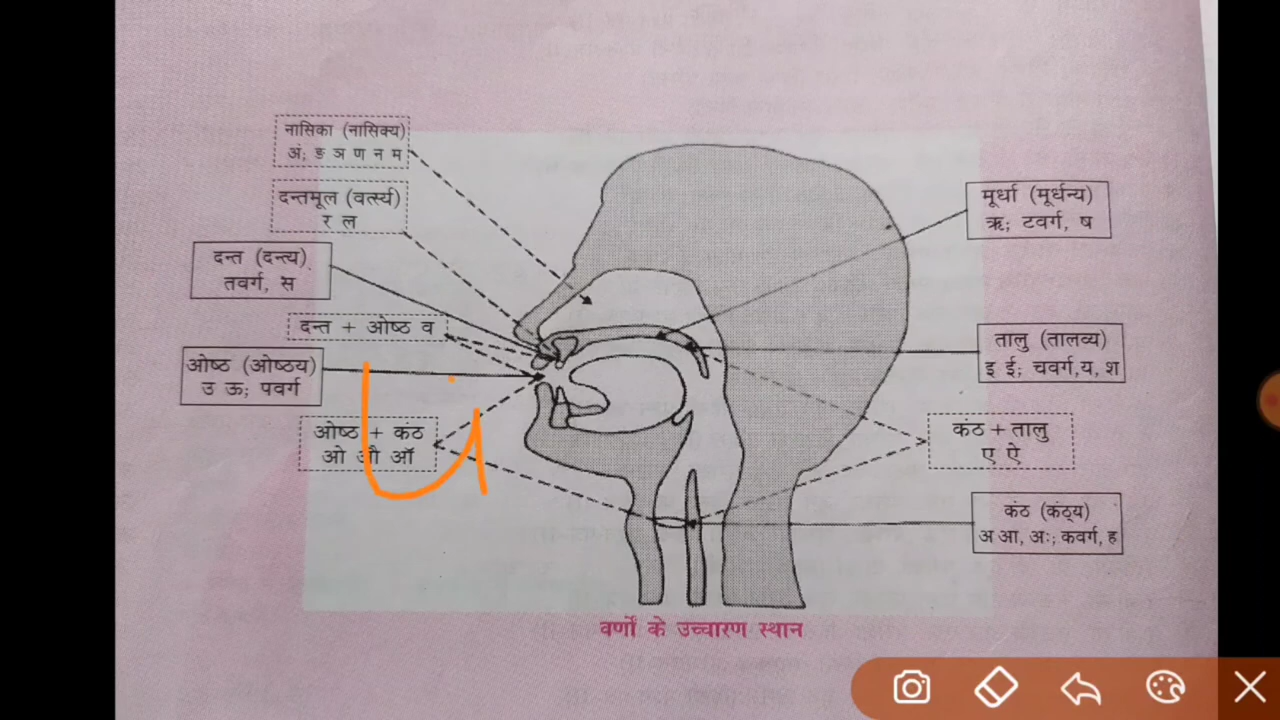 नासिका (नासिक्य)
अं; ङ ञ ण न म
दन्तमूल (वर्त्स्य)
र ल
दन्त (दन्त्य)
तवर्ग, स
दन्त + ओष्ठ व
ओष्ठ (ओष्ठय)
उ ऊ; पवर्ग
ओष्ठ + कंठ
ओ औ ऑ
मूर्धा (मूर्धन्य)
ऋ; टवर्ग, ष
तालु (तालव्य)
इ ई; चवर्ग,य, श
कंठ + तालु
ए ऐ
कंठ (कंठ्य)
अ आ, अः; कवर्ग, ह
वर्णों के उच्चारण स्थान